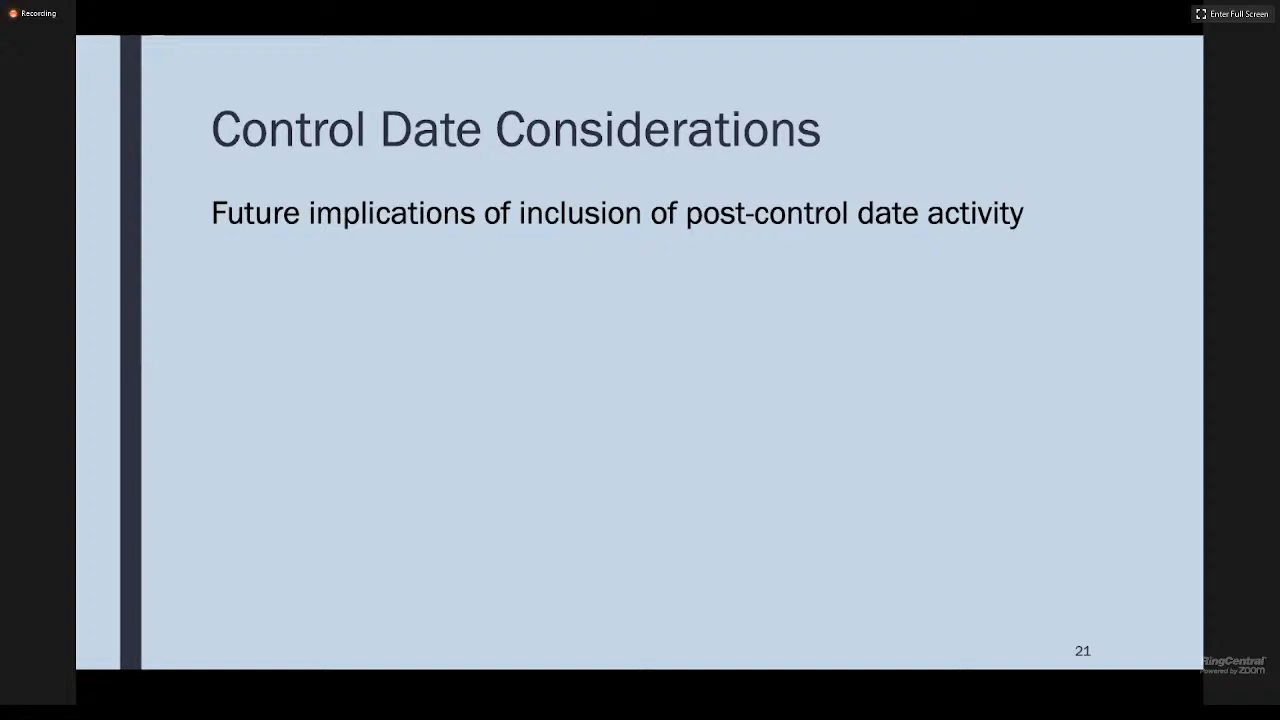 Recording
Enter Full Screen
Control Date Considerations
Future implications of inclusion of post-control date activity
21
RingCentral
Powered by zoom